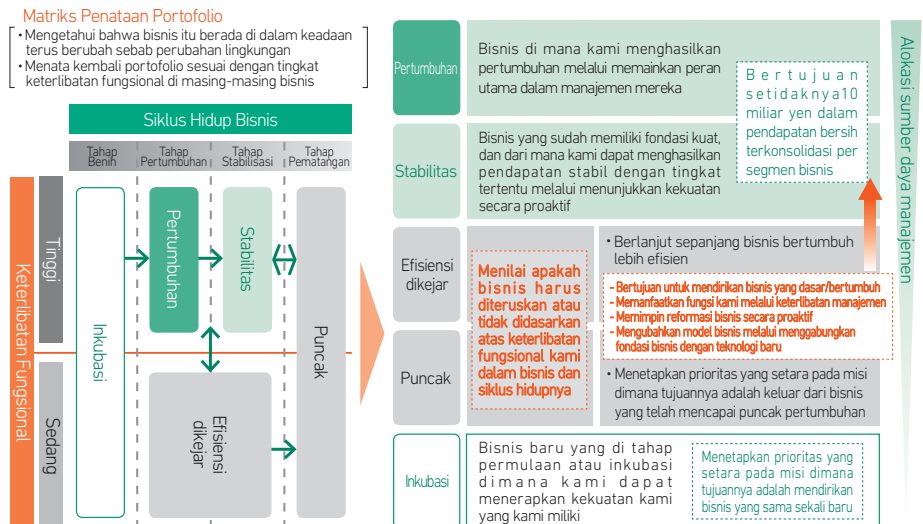 Matriks Penataan Portofolio
• Mengetahui bahwa bisnis itu berada di dalam keadaan
terus berubah sebab perubahan lingkungan
• Menata kembali portofolio sesuai dengan tingkat
keterlibatan fungsional di masing-masing bisnis
Siklus Hidup Bisnis
Tahap
Benih
Tahap
Pertumbuhan
Tahap
Stabilisasi
Tahap
Pematangan
Keterlibatan Fungsional
Tinggi
Sedang
Inkubasi
Pertumbuhan
Stabilitas
Puncak
Efisiensi
dikejar
Pertumbuhan
Bisnis di mana kami menghasilkan
pertumbuhan melalui memainkan peran
utama dalam manajemen mereka
Stabilitas
Bisnis yang sudah memiliki fondasi kuat,
dan dari mana kami dapat menghasilkan
pendapatan stabil dengan tingkat
tertentu melalui menunjukkan kekuatan
secara proaktif
Bertujuan
setidaknya10
miliar yen dalam
pendapatan bersih
terkonsolidasi per
segmen bisnis
Efisiensi
dikejar
Puncak
Menilai apakah
bisnis harus
diteruskan atau
tidak didasarkan
atas keterlibatan
fungsional kami
dalam bisnis dan
siklus hidupnya
• Berlanjut sepanjang bisnis bertumbuh
lebih efisien
- Bertujuan untuk mendirikan bisnis yang dasar/bertumbuh
- Memanfaatkan fungsi kami melalui keterlibatan manajemen
- Memimpin reformasi bisnis secara proaktif
- Mengubahkan model bisnis melalui menggabungkan
fondasi bisnis dengan teknologi baru
• Menetapkan prioritas yang setara pada misi
dimana tujuannya adalah keluar dari bisnis
yang telah mencapai puncak pertumbuhan
Inkubasi
Bisnis baru yang di tahap
permulaan atau inkubasi
dimana kami dapat
menerapkan kekuatan kami
yang kami miliki
Menetapkan prioritas yang
setara pada misi dimana
tujuannya adalah mendirikan
bisnis yang sama sekali baru
Alokasi sumber daya manajemen